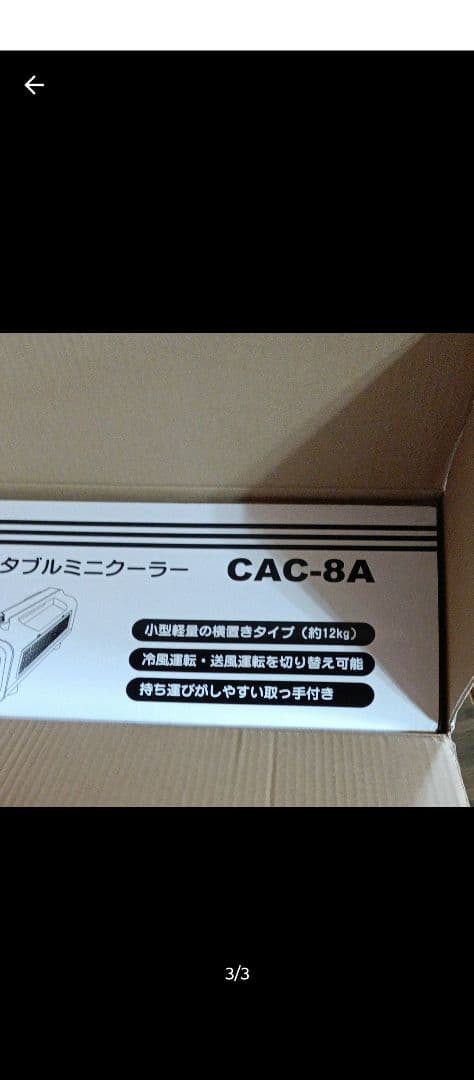 タブルミニクーラー CAC-8A
小型軽量の横置きタイプ（約12kg）
冷風運転・送風運転を切り替え可能
持ち運びがしやすい取っ手付き
3/3